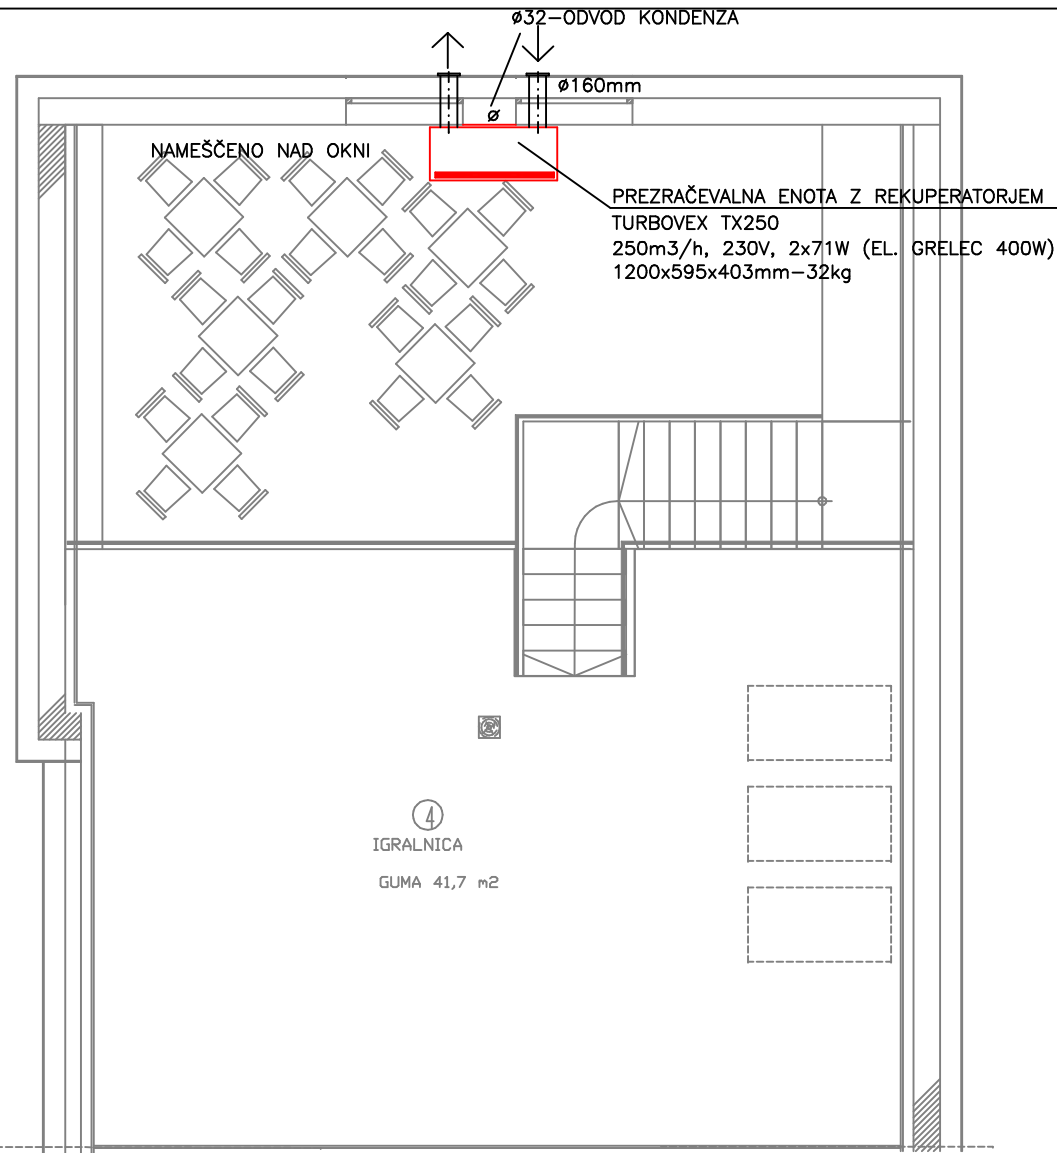 ø32-ODVOD KONDENZA
ø160mm
ø
NAMEŠČENO NAD OKNI
PREZRAČEVALNA ENOTA Z REKUPERATORJEM
TURBOVEX TX250
250m3/h, 230V, 2x71W (EL. GRELEC 400W)
1200x595x403mm-32kg
4
IGRALNICA
GUMA 41,7 m2